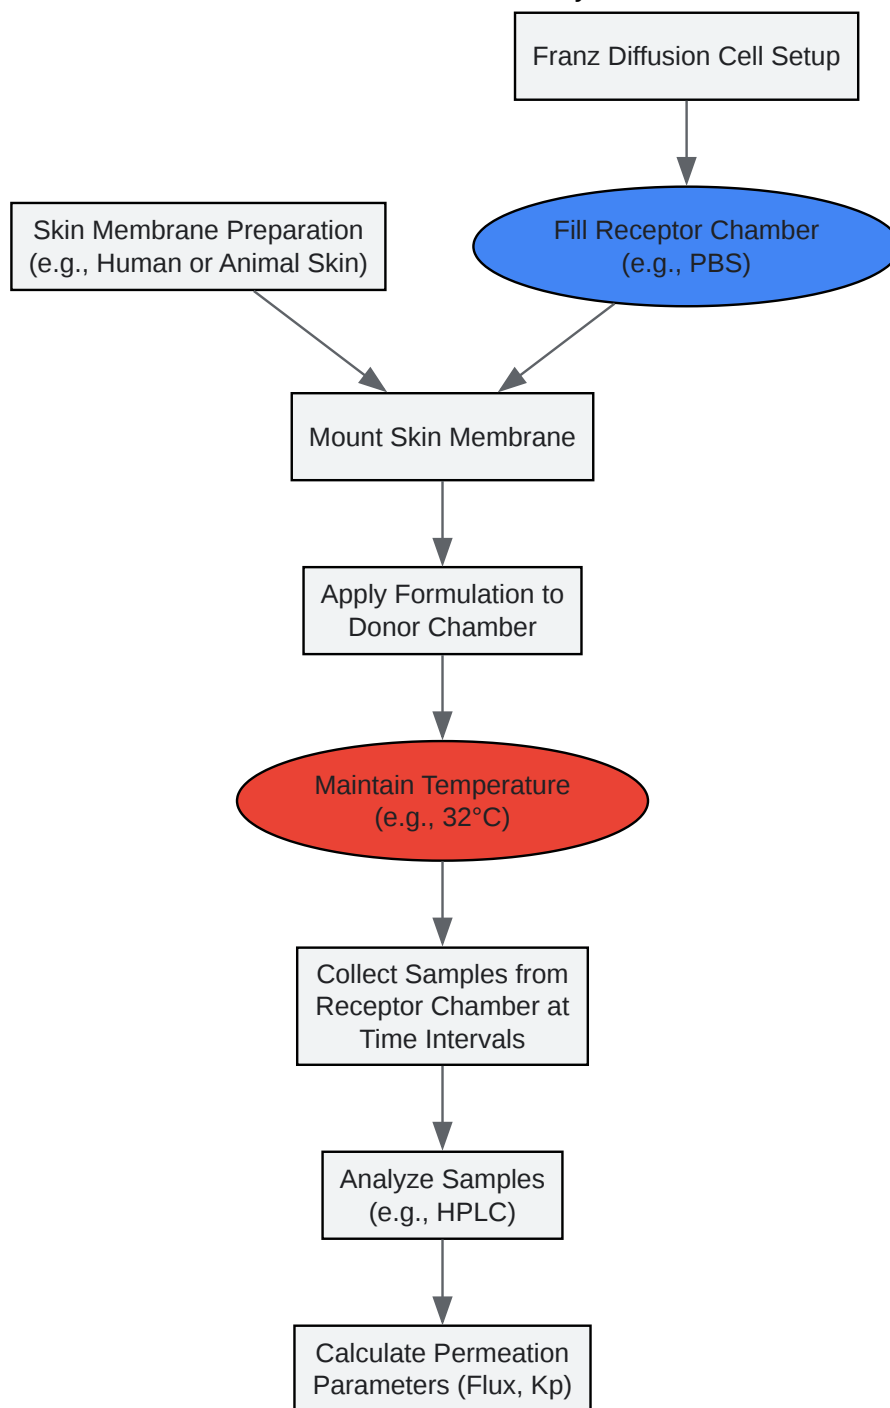 Franz Diffusion Cell Setup
Skin Membrane Preparation
(e.g., Human or Animal Skin)
Fill Receptor Chamber
(e.g., PBS)
Mount Skin Membrane
Apply Formulation to
Donor Chamber
Maintain Temperature
(e.g., 32°C)
Collect Samples from
Receptor Chamber at
Time Intervals
Analyze Samples
(e.g., HPLC)
Calculate Permeation
Parameters (Flux, Kp)